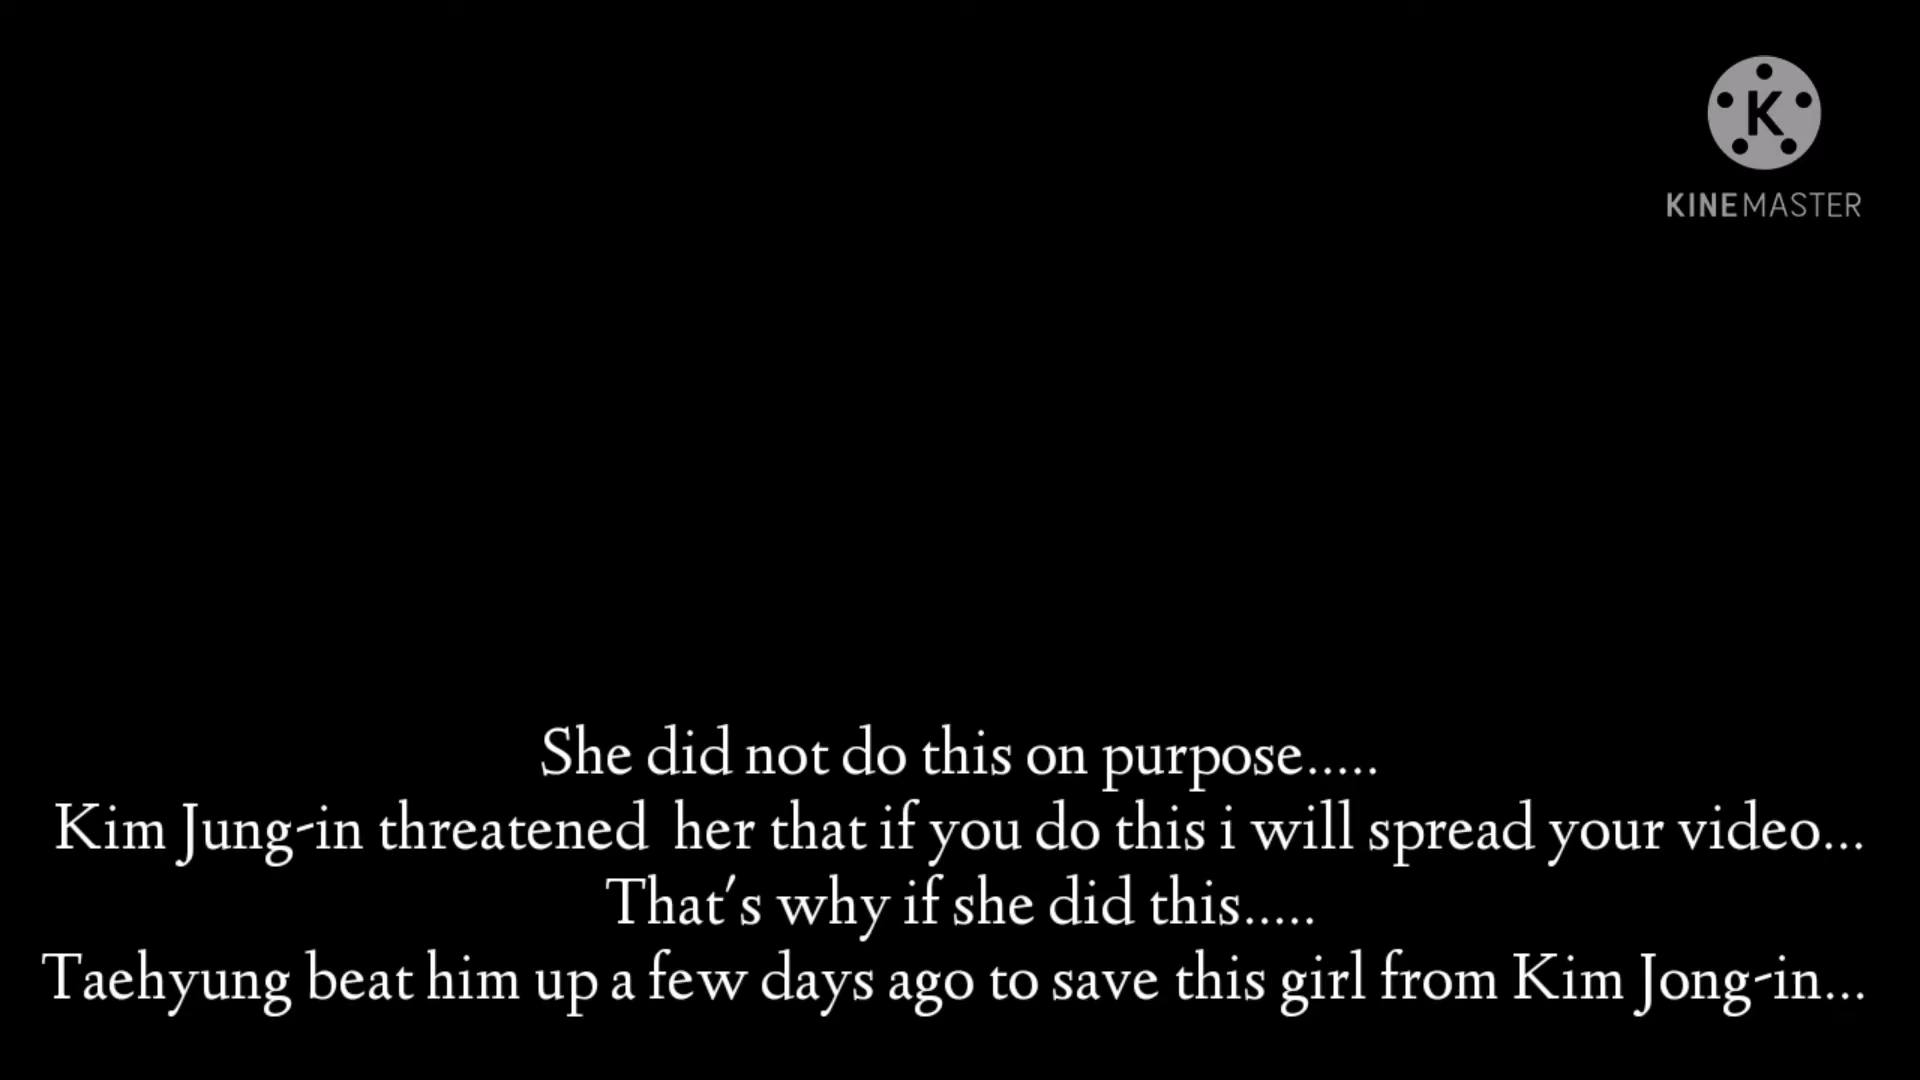 K
KINEMASTER
She did not do this on purpose.....
Kim Jung-in threatened  her that if you do this i will spread your video...
That's why if she did this.....
Taehyung beat him up a few days ago to save this girl from Kim Jong-in...